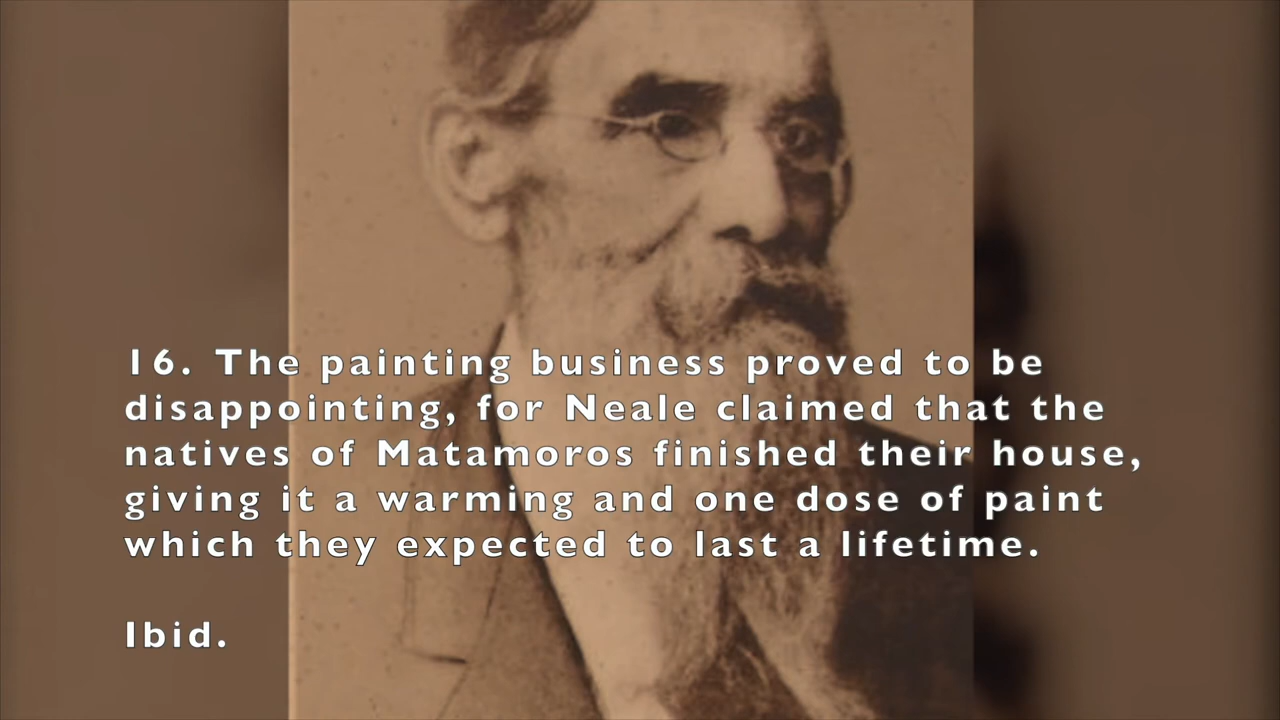 16. The painting business proved to be
disappointing, for Neale claimed that the
natives of Matamoros finished their house,
giving it a warming and one dose of paint
which they expected to last a lifetime.
Ibid.